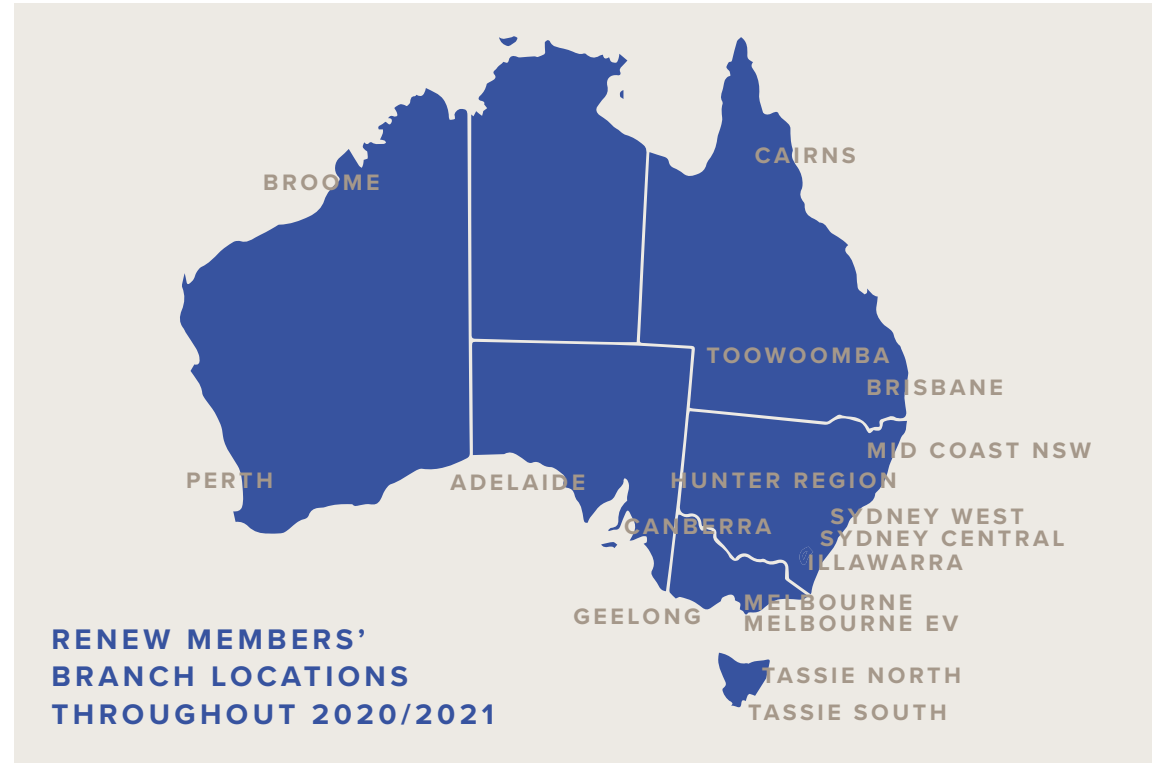 CAIRNS
BROOME
TOOWOOMBA
BRISBANE
MID COAST NSW
PERTH
ADELAIDE
HUNTER REGION
SYDNEY WEST
CANBERRA
SYDNEY CENTRAL
ILLAWARRA
MELBOURNE
GEELONG
MELBOURNE EV
RENEW MEMBERS’
BRANCH LOCATIONS
THROUGHOUT 2020/2021
TASSIE NORTH
TASSIE SOUTH